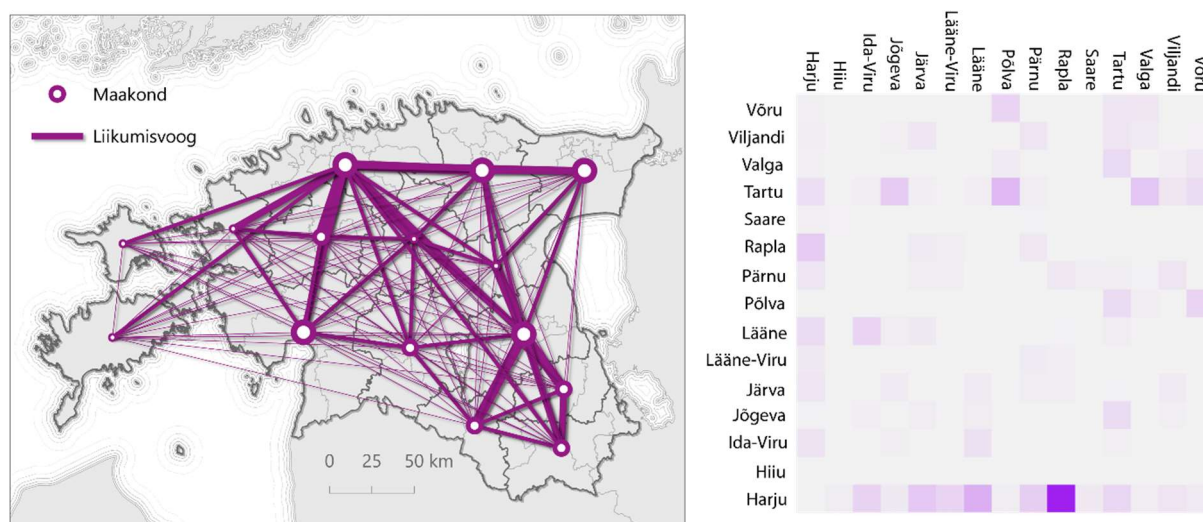 Maakond
Liikumisvoog
0 25 50 km
Harju
Hiiu
Ida-Viru
Jõgeva
Järva
Lääne-Viru
Lääne
Põlva
Pärnu
Rapla
Saare
Tartu
Valga
Viljandi
Võru
Võru
Viljandi
Valga
Tartu
Saare
Rapla
Pärnu
Põlva
Lääne
Lääne-Viru
Järva
Jõgeva
Ida-Viru
Hiiu
Harju